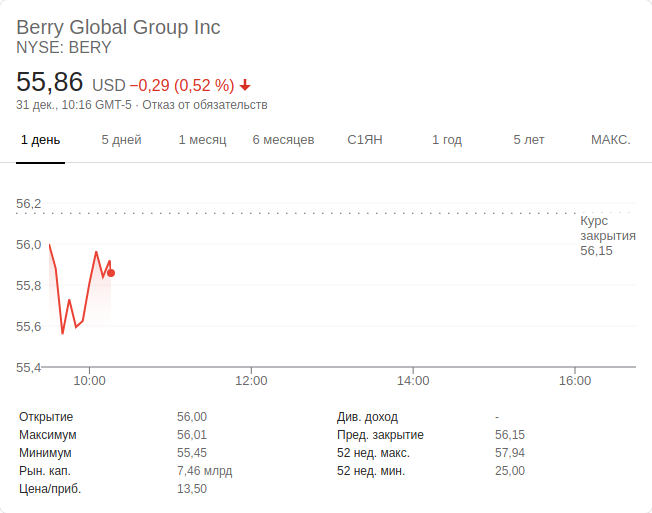 Berry Global Group Inc
NYSE: BERY
55,86 USD −0,29 (0,52 %)
31 дек., 10:16 GMT-5 · Отказ от обязательств
1 день 5 дней 1 месяц 6 месяцев С1ЯН 1 год 5 лет МАКС.
56,2
Курс
закрытия
56,15
56,0
55,8
55,6
55,4
10:00 12:00 14:00 16:00
Открытие 56,00 Див. доход -
Максимум 56,01 Пред. закрытие 56,15
Минимум 55,45 52 нед. макс. 57,94
Рын. кап. 7,46 млрд 52 нед. мин. 25,00
Цена/приб. 13,50